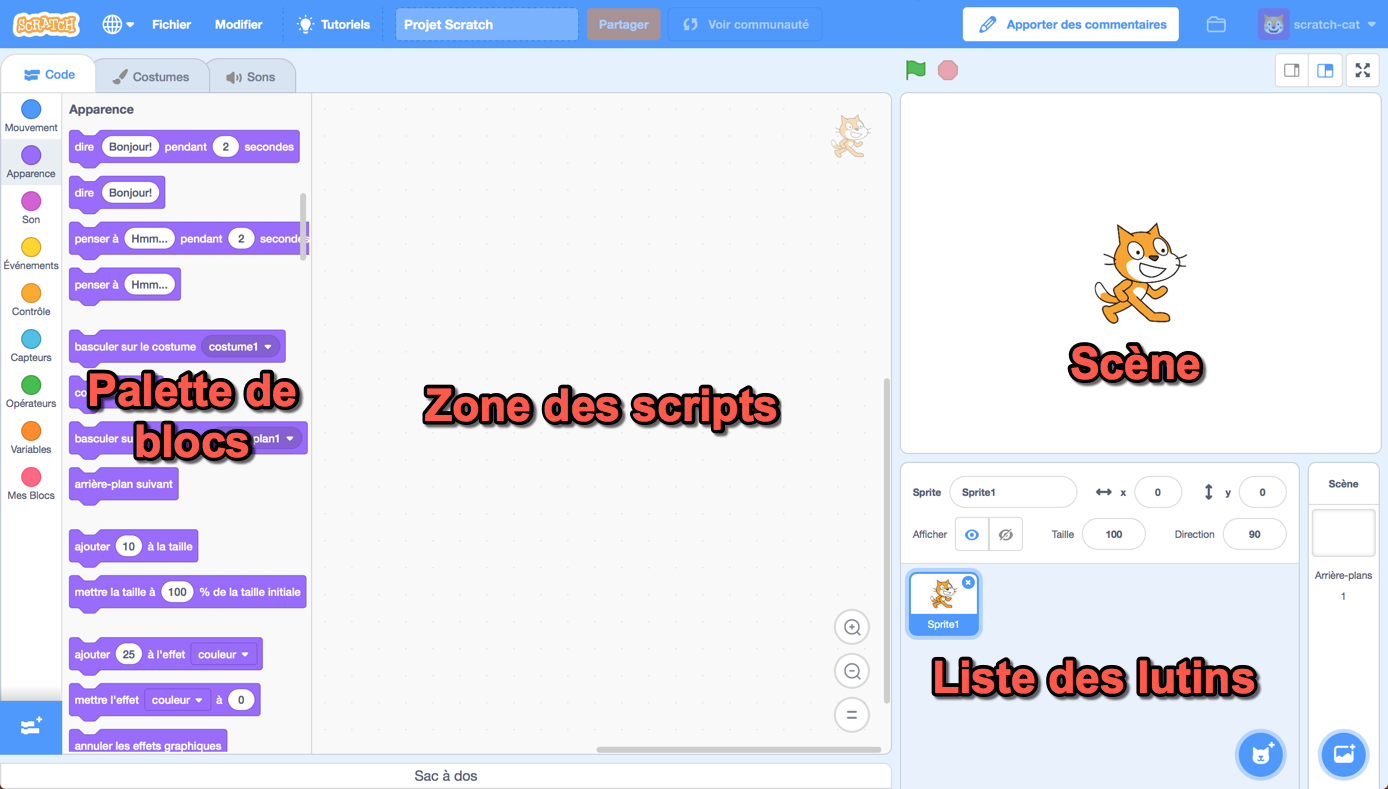 SCRATCH
Fichier
Modifier
Tutoriels
Projet Scratch
Partager
Voir communauté
Apporter des commentaires
scratch-cat
Code
Costumes
Sons
Mouvement
Apparence
Son
Événements
Contrôle
Capteurs
Opérateurs
Variables
Mes Blocs
Apparence
dire Bonjour! pendant 2 secondes
dire Bonjour!
penser à Hmm... pendant 2 secondes
penser à Hmm...
basculer sur le costume costume1
co
basculer su plan1
arrière-plan suivant
ajouter 10 à la taille
mettre la taille à 100 % de la taille initiale
ajouter 25 à l'effet couleur
mettre l'effet couleur à 0
annuler les effets graphiques
Palette de
blocs
Zone des scripts
Sac à dos
Scène
Sprite Sprite1 x 0 y 0
Afficher Taille 100 Direction 90
Sprite1
Liste des lutins
Scène
Arrière-plans
1